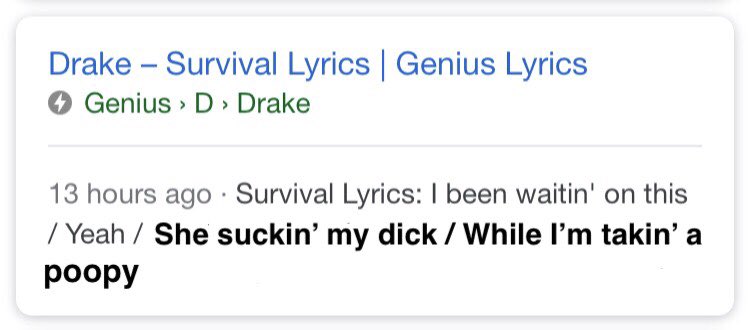 Drake – Survival Lyrics | Genius Lyrics
Genius › D › Drake
13 hours ago · Survival Lyrics: I been waitin' on this
/ Yeah / She suckin’ my dick / While I’m takin’ a
poopy